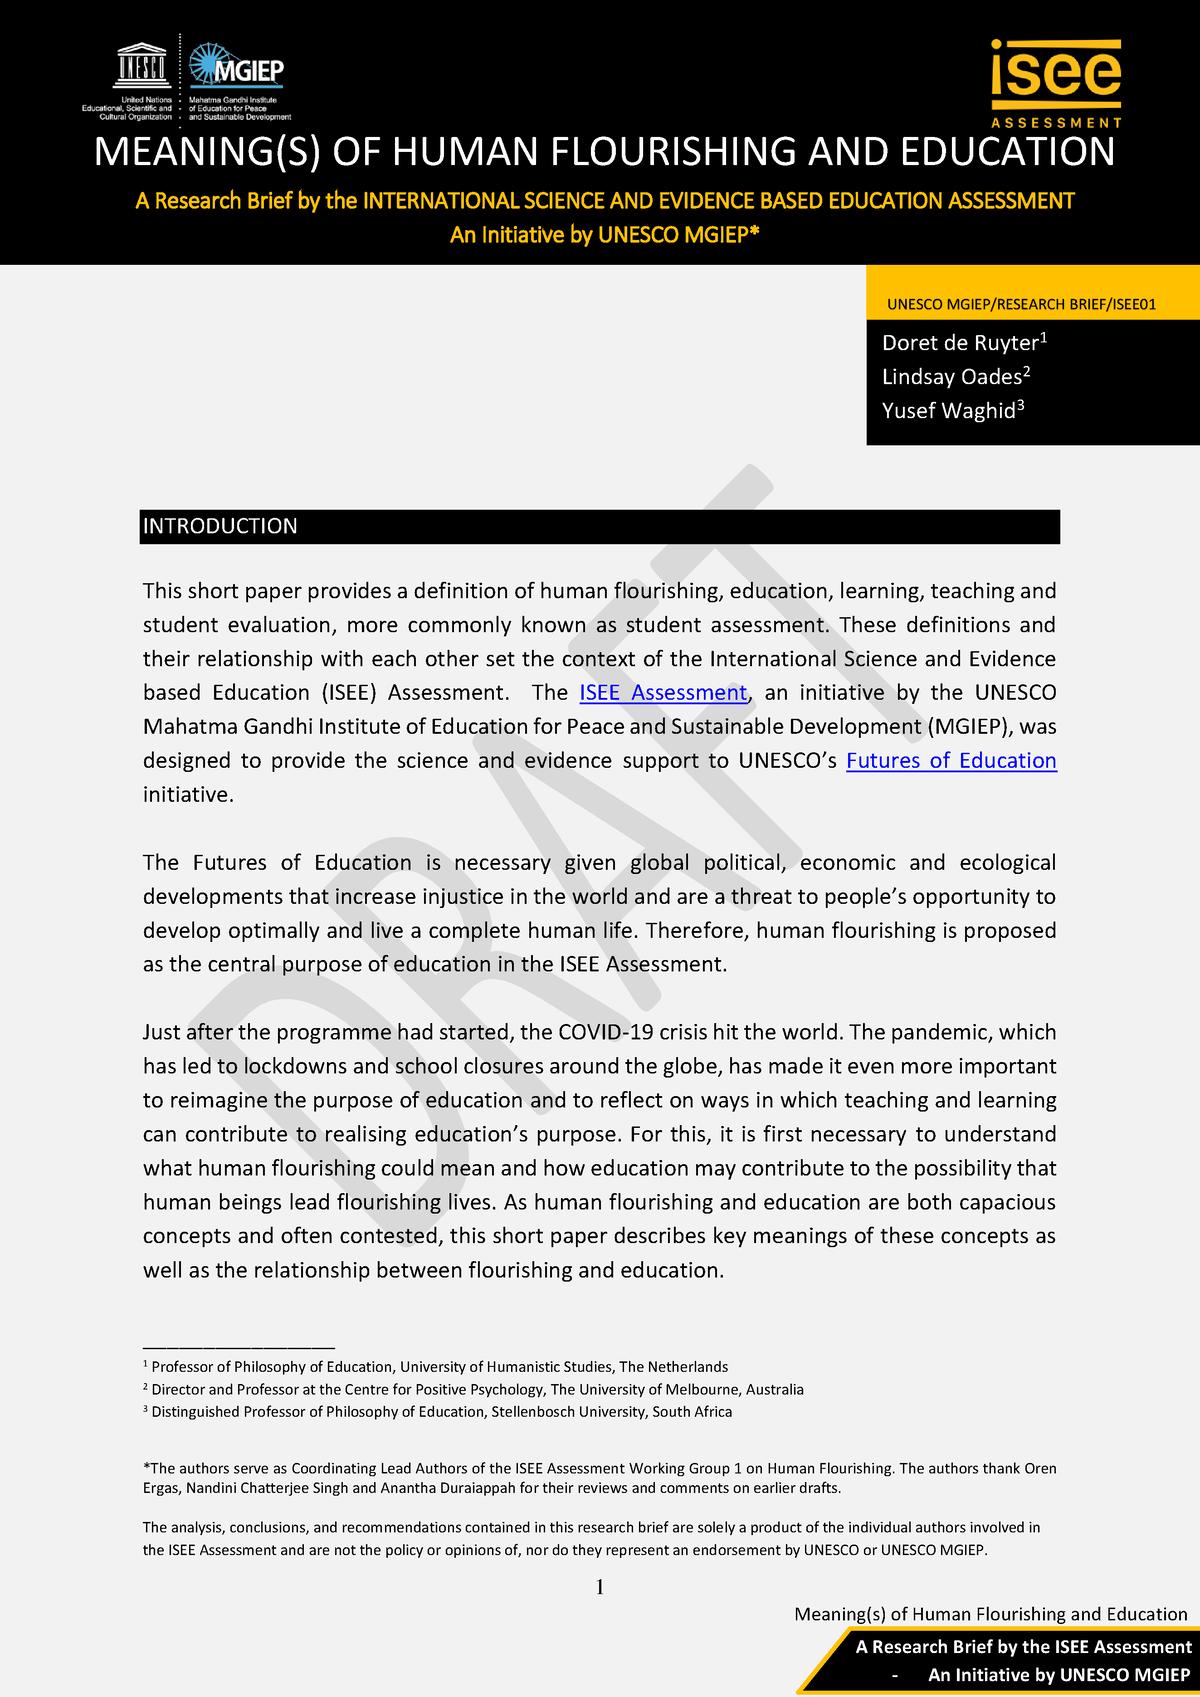 UNESCO
United Nations
Educational, Scientific and
Cultural Organization
MGIEP
Mahatma Gandhi Institute
of Education for Peace
and Sustainable Development
isee
ASSESSMENT
MEANING(S) OF HUMAN FLOURISHING AND EDUCATION
A Research Brief by the INTERNATIONAL SCIENCE AND EVIDENCE BASED EDUCATION ASSESSMENT
An Initiative by UNESCO MGIEP*
UNESCO MGIEP/RESEARCH BRIEF/ISEE01
Doret de Ruyter1
Lindsay Oades2
Yusef Waghid3
DRAFT
INTRODUCTION
This short paper provides a definition of human flourishing, education, learning, teaching and
student evaluation, more commonly known as student assessment. These definitions and
their relationship with each other set the context of the International Science and Evidence
based Education (ISEE) Assessment. The ISEE Assessment, an initiative by the UNESCO
Mahatma Gandhi Institute of Education for Peace and Sustainable Development (MGIEP), was
designed to provide the science and evidence support to UNESCO’s Futures of Education
initiative.
The Futures of Education is necessary given global political, economic and ecological
developments that increase injustice in the world and are a threat to people’s opportunity to
develop optimally and live a complete human life. Therefore, human flourishing is proposed
as the central purpose of education in the ISEE Assessment.
Just after the programme had started, the COVID-19 crisis hit the world. The pandemic, which
has led to lockdowns and school closures around the globe, has made it even more important
to reimagine the purpose of education and to reflect on ways in which teaching and learning
can contribute to realising education’s purpose. For this, it is first necessary to understand
what human flourishing could mean and how education may contribute to the possibility that
human beings lead flourishing lives. As human flourishing and education are both capacious
concepts and often contested, this short paper describes key meanings of these concepts as
well as the relationship between flourishing and education.
1 Professor of Philosophy of Education, University of Humanistic Studies, The Netherlands
2 Director and Professor at the Centre for Positive Psychology, The University of Melbourne, Australia
3 Distinguished Professor of Philosophy of Education, Stellenbosch University, South Africa
*The authors serve as Coordinating Lead Authors of the ISEE Assessment Working Group 1 on Human Flourishing. The authors thank Oren
Ergas, Nandini Chatterjee Singh and Anantha Duraiappah for their reviews and comments on earlier drafts.
The analysis, conclusions, and recommendations contained in this research brief are solely a product of the individual authors involved in
the ISEE Assessment and are not the policy or opinions of, nor do they represent an endorsement by UNESCO or UNESCO MGIEP.
1
Meaning(s) of Human Flourishing and Education
A Research Brief by the ISEE Assessment
- An Initiative by UNESCO MGIEP